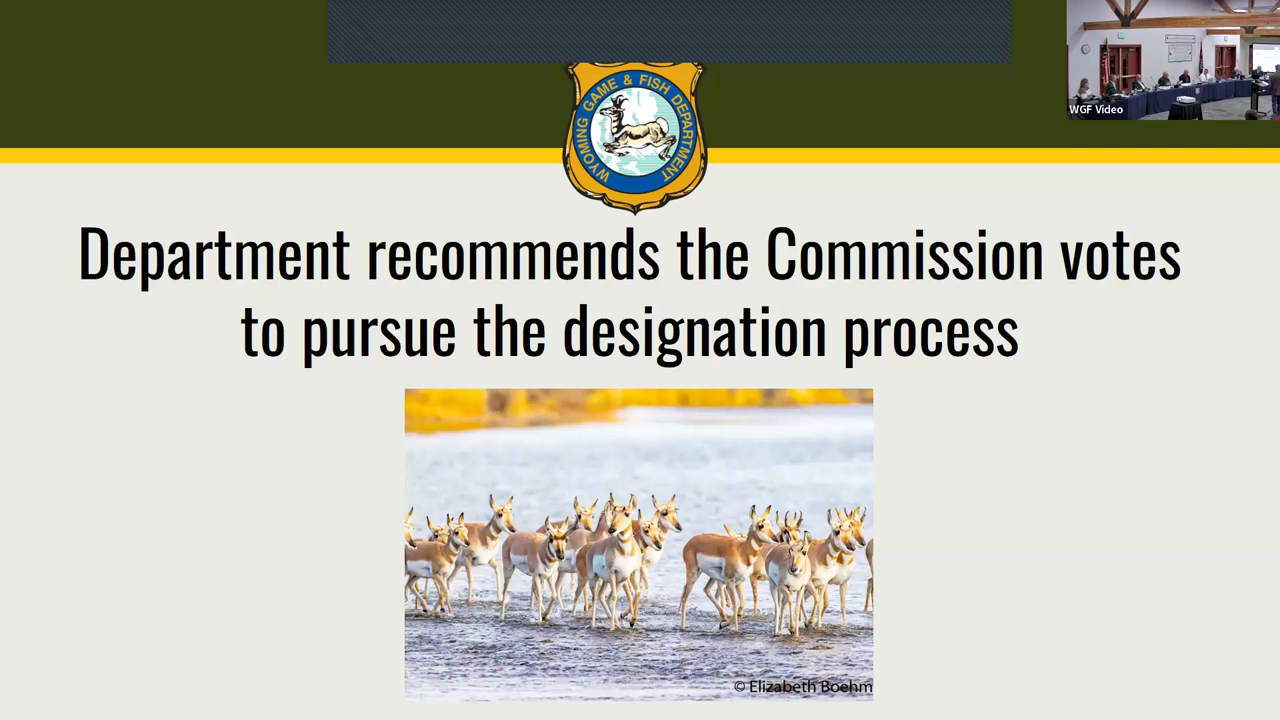 WGF Video
WYOMING GAME & FISH DEPARTMENT
Department recommends the Commission votes
to pursue the designation process
© Elizabeth Boehm